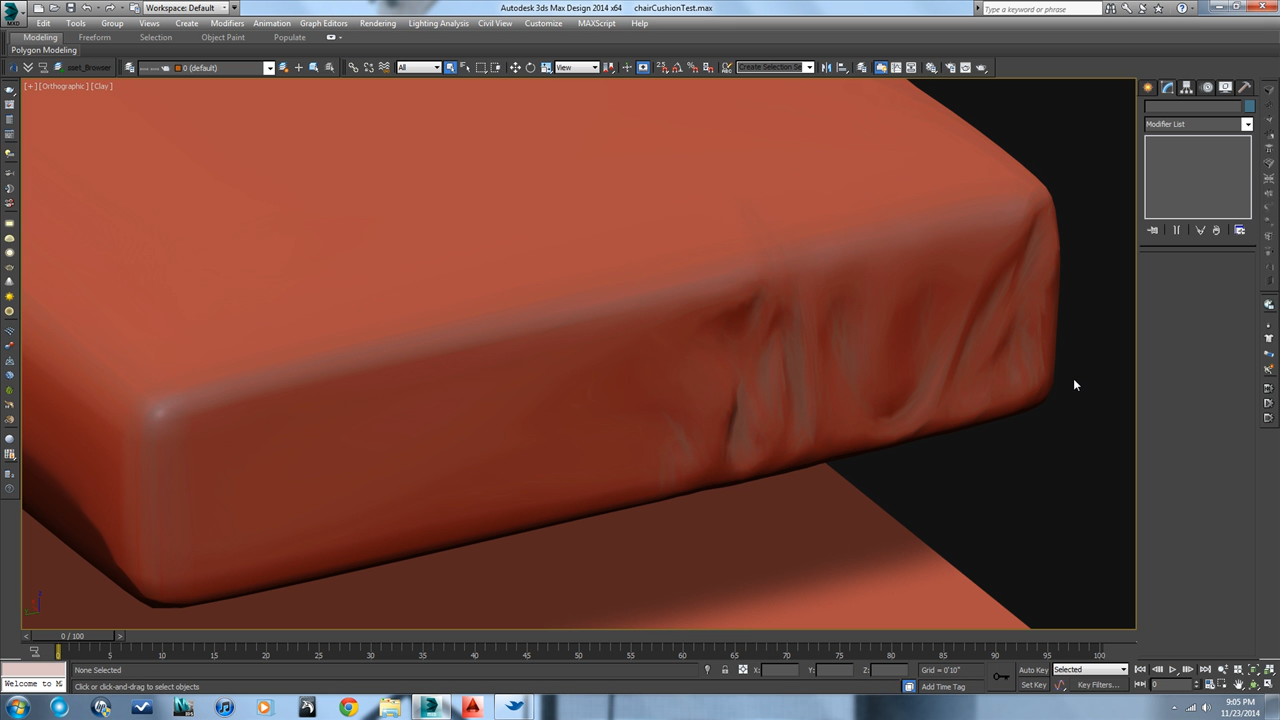 Workspace: Default
Autodesk 3ds Max Design 2014 x64 chairCushionTest.max
Type a keyword or phrase
Edit Tools Group Views Create Modifiers Animation Graph Editors Rendering Lighting Analysis Civil View Customize MAXScript Help
Modeling Freeform Selection Object Paint Populate
Polygon Modeling
sset_Browser 0 (default) All View Create Selection Se
[+] [Orthographic] [Clay]
Modifier List
0 / 100
0 5 10 15 20 25 30 35 40 45 50 55 60 65 70 75 80 85 90 95 100
None Selected X: Y: Z: Grid = 0'10" Auto Key Selected
Welcome to M Click or click-and-drag to select objects Add Time Tag Set Key Key Filters... 0
9:05 PM
11/23/2014